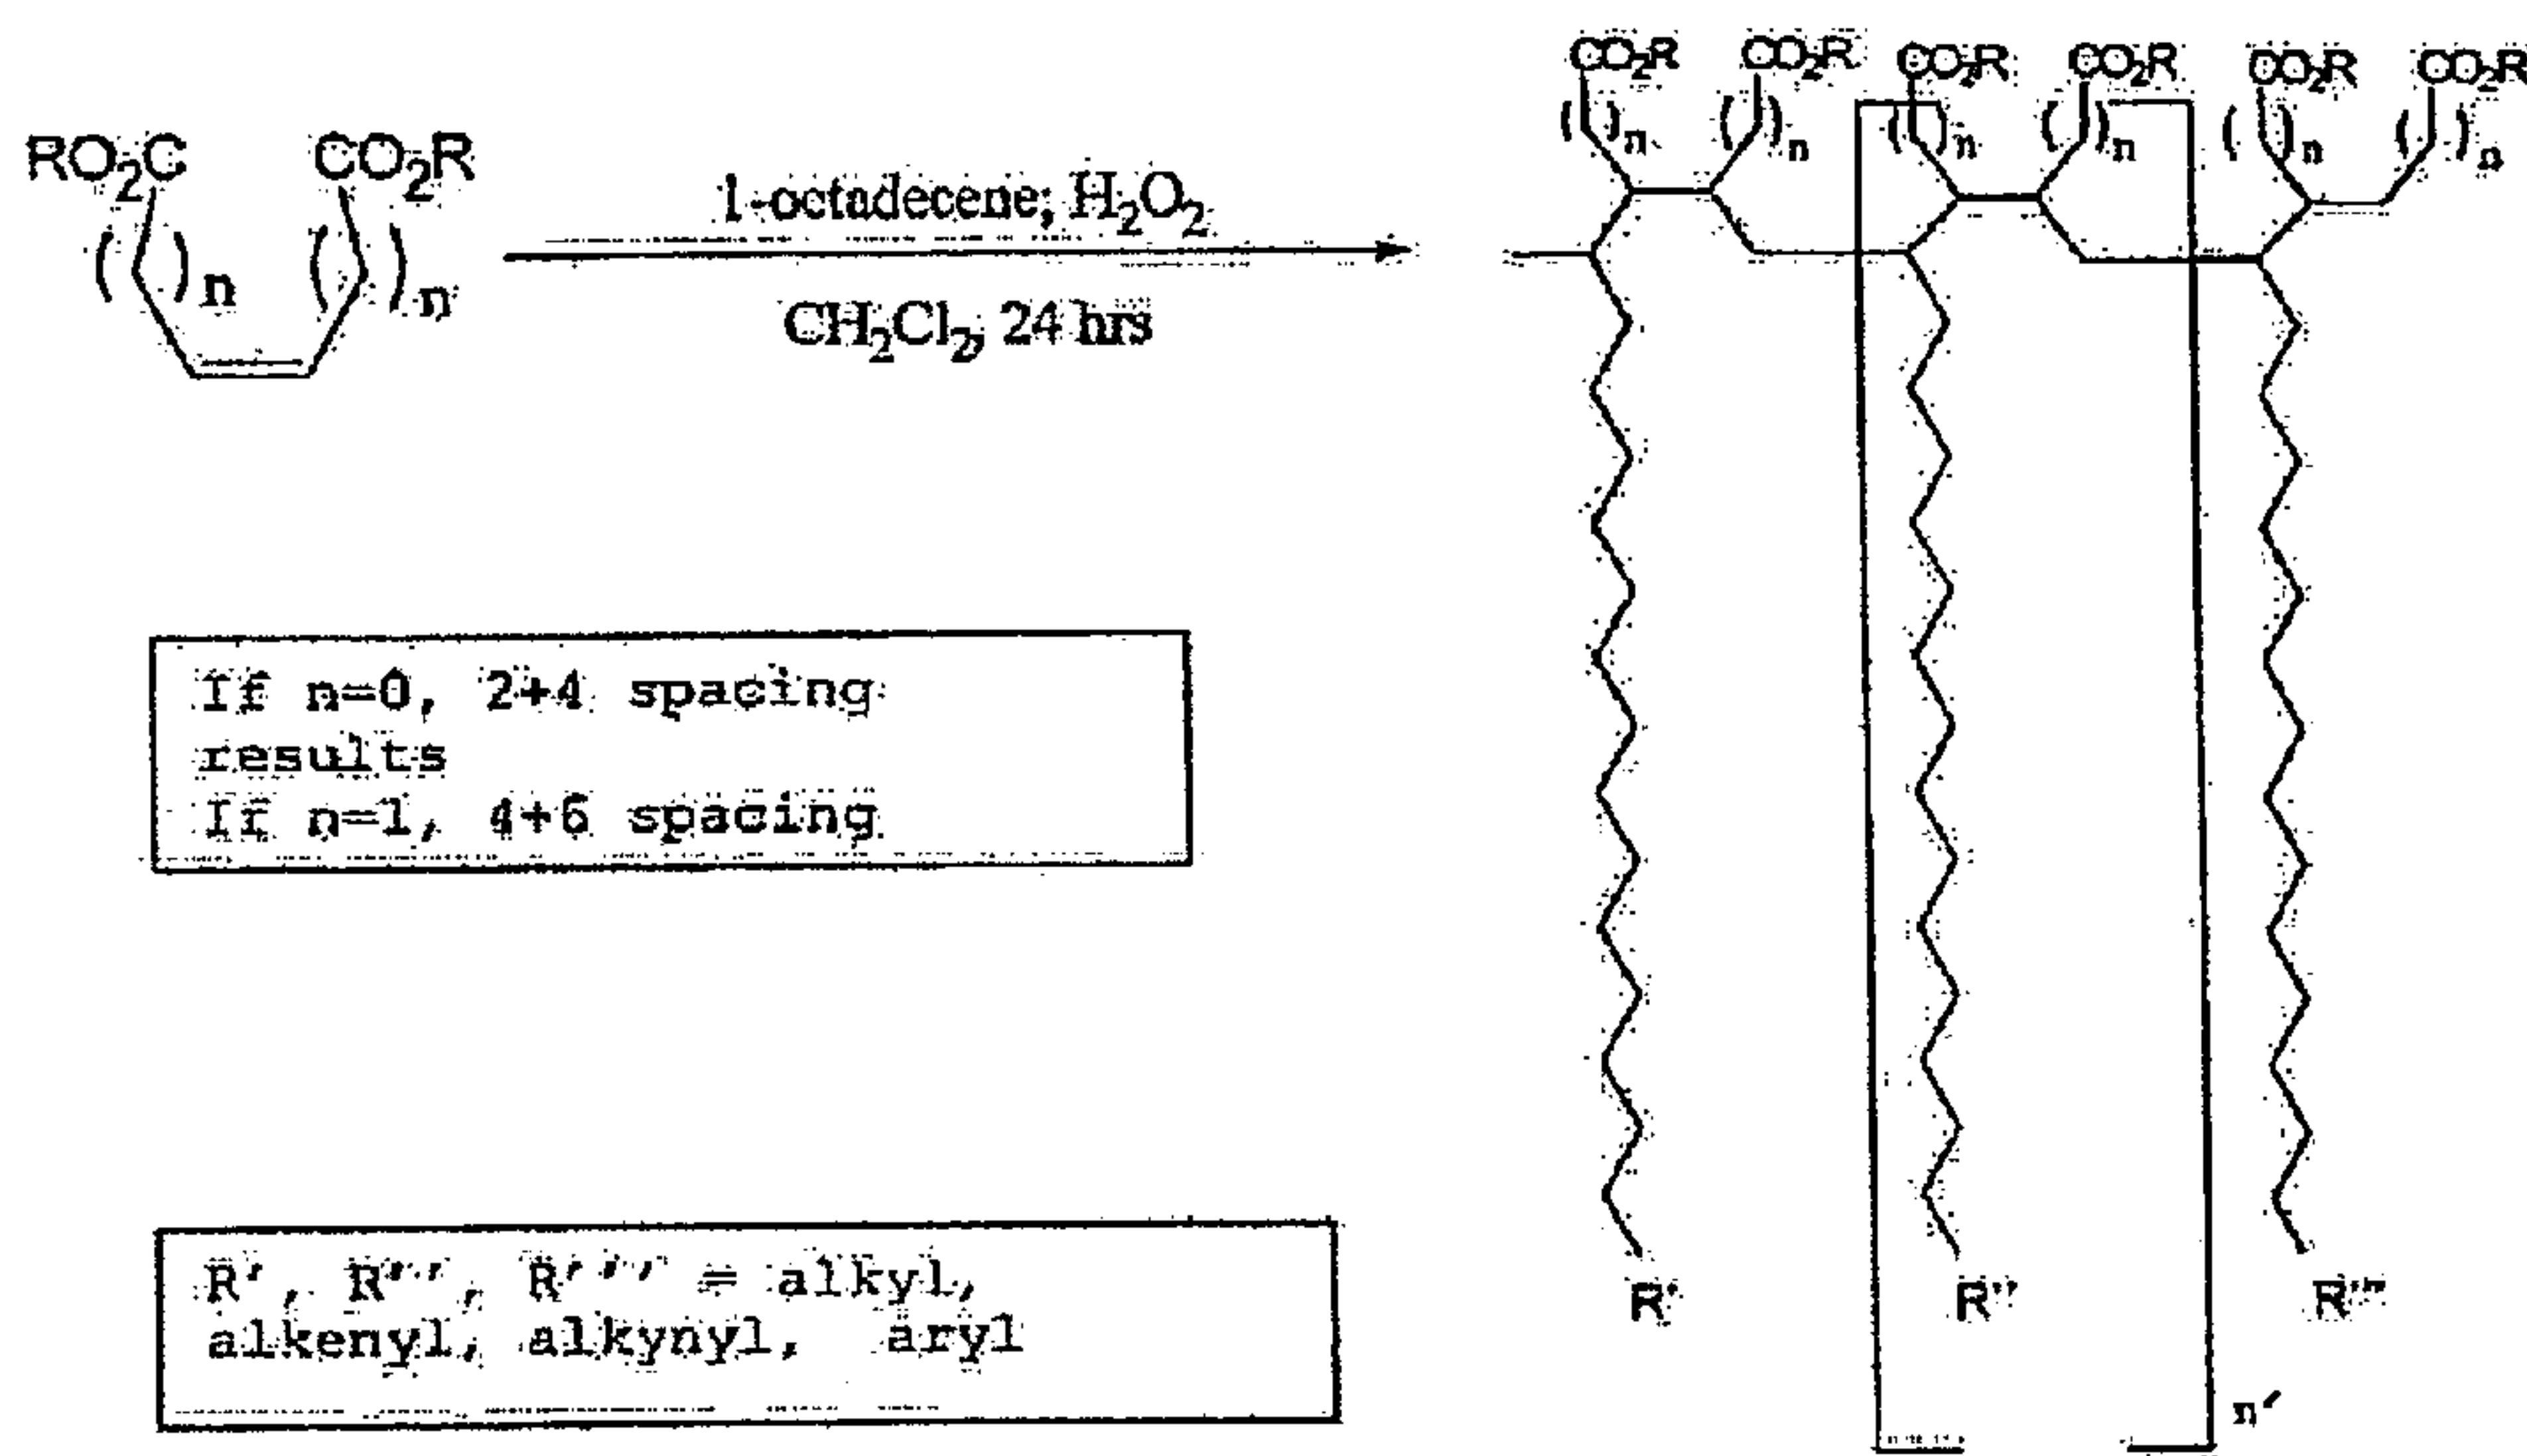 CO₂R CO₂R CO₂R CO₂R CO₂R CO₂R
( )n ( )n ( )n ( )n ( )n ( )n
RO₂C CO₂R
( )n ( )n
1-octadecene; H₂O₂
CH₂Cl₂, 24 hrs
If n=0, 2+4 spacing
results
If n=1, 4+6 spacing
R', R'', R''' = alkyl,
alkenyl, alkynyl, aryl
R' R'' R'''
n'